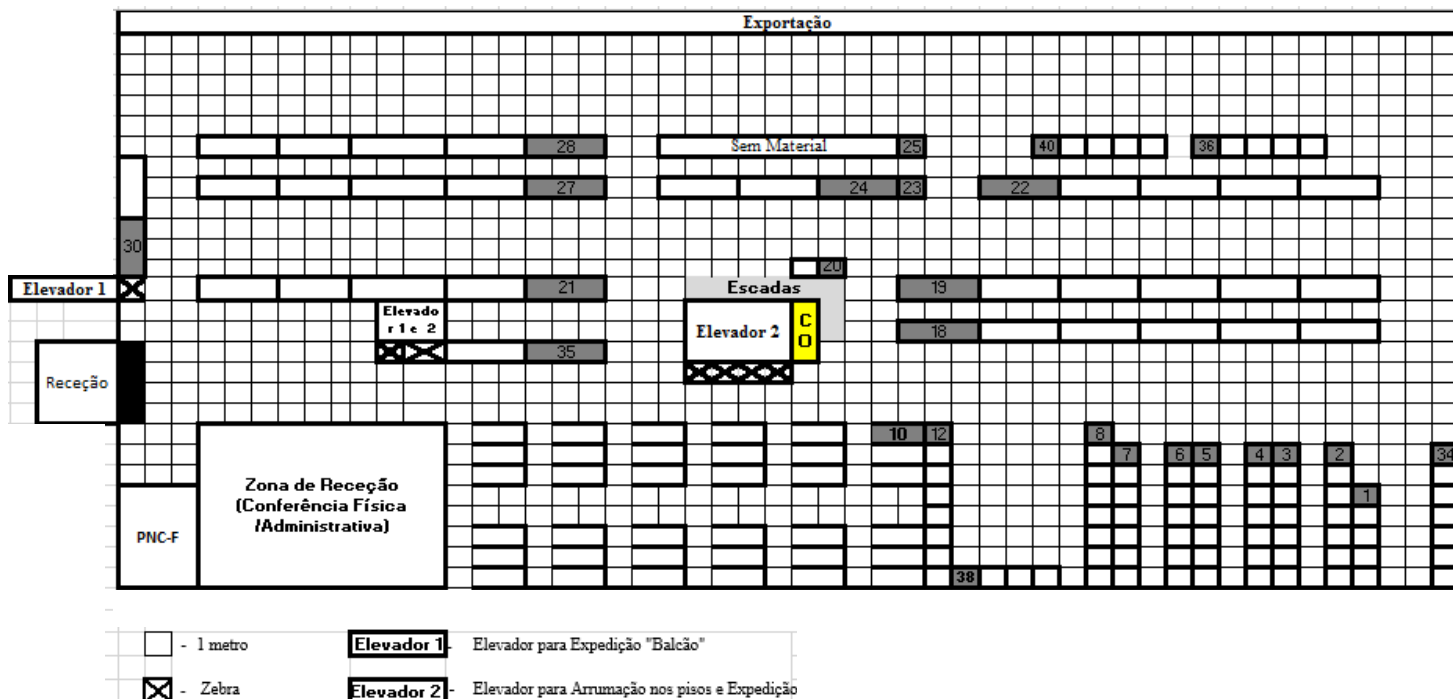 Exportação
28
Sem Material
25
40
36
27
24
23
22
30
20
Elevador 1
21
Escadas
19
Elevado
r 1 e 2
Elevador 2
C
O
18
35
Receção
10
12
8
7
6
5
4
3
2
34
Zona de Receção
(Conferência Física
/Administrativa)
1
PNC-F
38
- 1 metro
Elevador 1 - Elevador para Expedição "Balcão"
- Zebra
Elevador 2 - Elevador para Arrumação nos pisos e Expedição